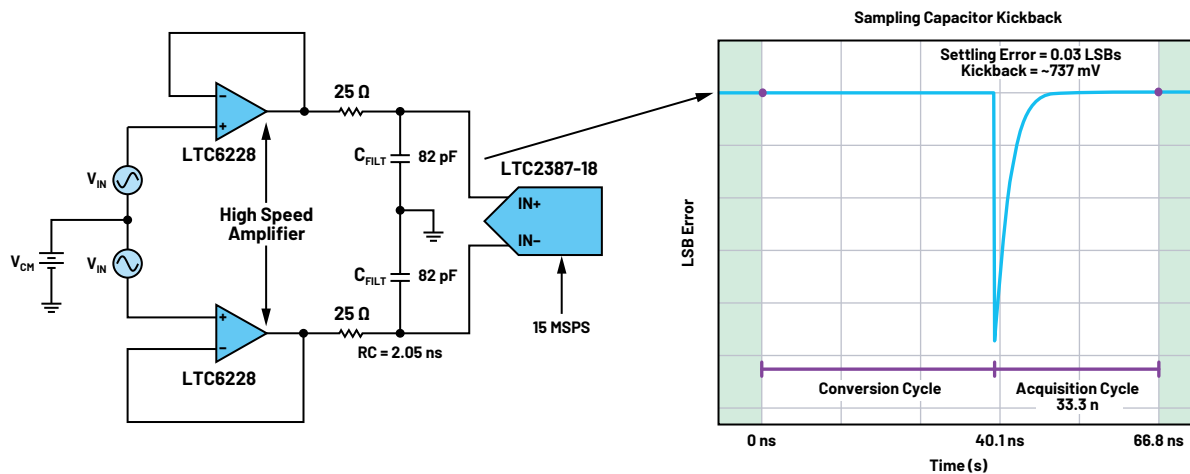 25 Ω
−
+
LTC6228
C_FILT
82 pF
LTC2387-18
V_IN
High Speed
Amplifier
IN+
IN−
V_CM
V_IN
C_FILT
82 pF
25 Ω
15 MSPS
+
−
RC = 2.05 ns
LTC6228
Sampling Capacitor Kickback
Settling Error = 0.03 LSBs
Kickback = ~737 mV
LSB Error
Conversion Cycle
Acquisition Cycle
33.3 n
0 ns
40.1 ns
66.8 ns
Time (s)